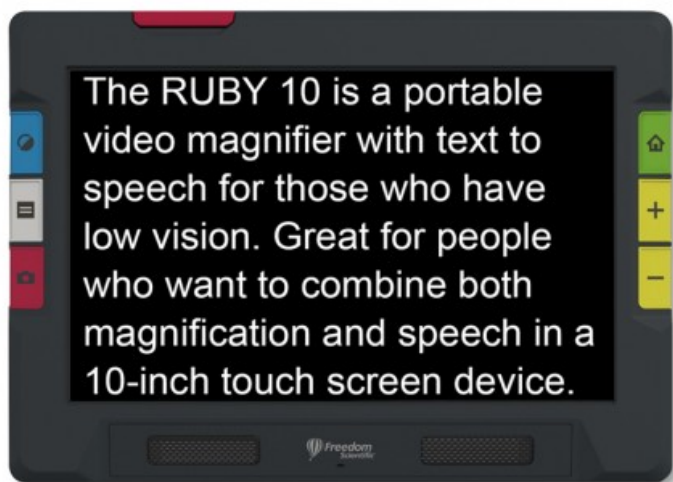 The RUBY 10 is a portable
video magnifier with text to
speech for those who have
low vision. Great for people
who want to combine both
magnification and speech in a
10-inch touch screen device.
Freedom
Scientific